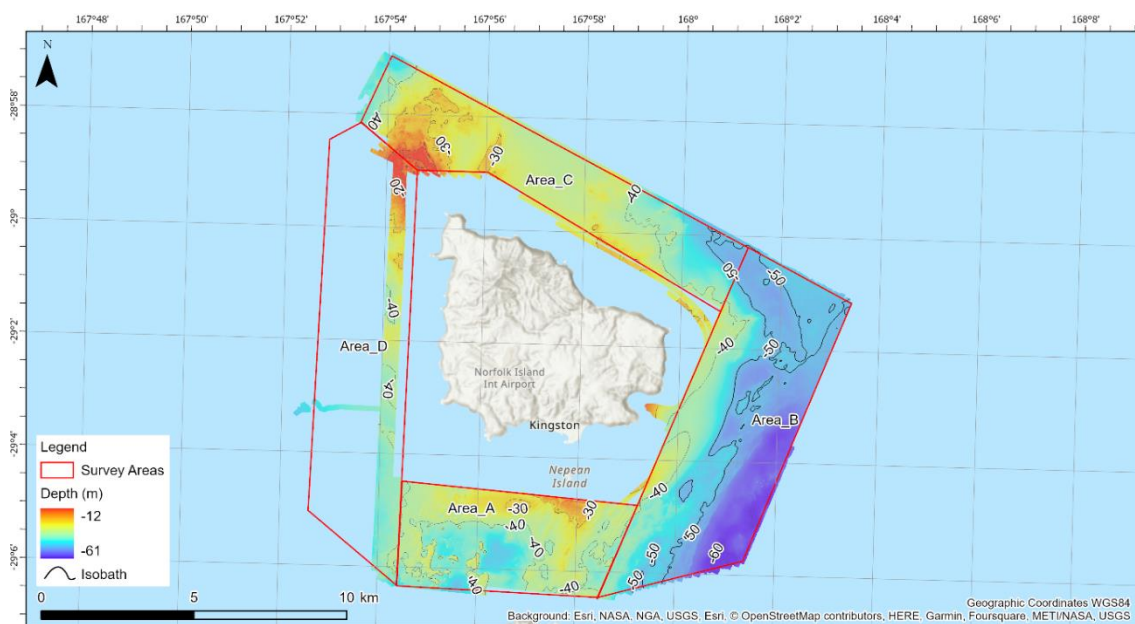 167°48' 167°50' 167°52' 167°54' 167°56' 167°58' 168° 168°2' 168°4' 168°6' 168°8'
N
-28°58'
-40
-30
-30
-20
Area_C
-40
-29°
-50
-50
-40
-29°2'
-40
-50
Area_D
Norfolk Island
Int Airport
-40
Kingston
Area_B
-29°4'
Nepean
Island
-40
Area_A
-30
-30
-40
-40
-50
-50
-60
-29°6'
-40
-40
-50
Legend
Survey Areas
Depth (m)
-12
-61
Isobath
0 5 10 km
Geographic Coordinates WGS84
Background: Esri, NASA, NGA, USGS, Esri, © OpenStreetMap contributors, HERE, Garmin, Foursquare, METI/NASA, USGS